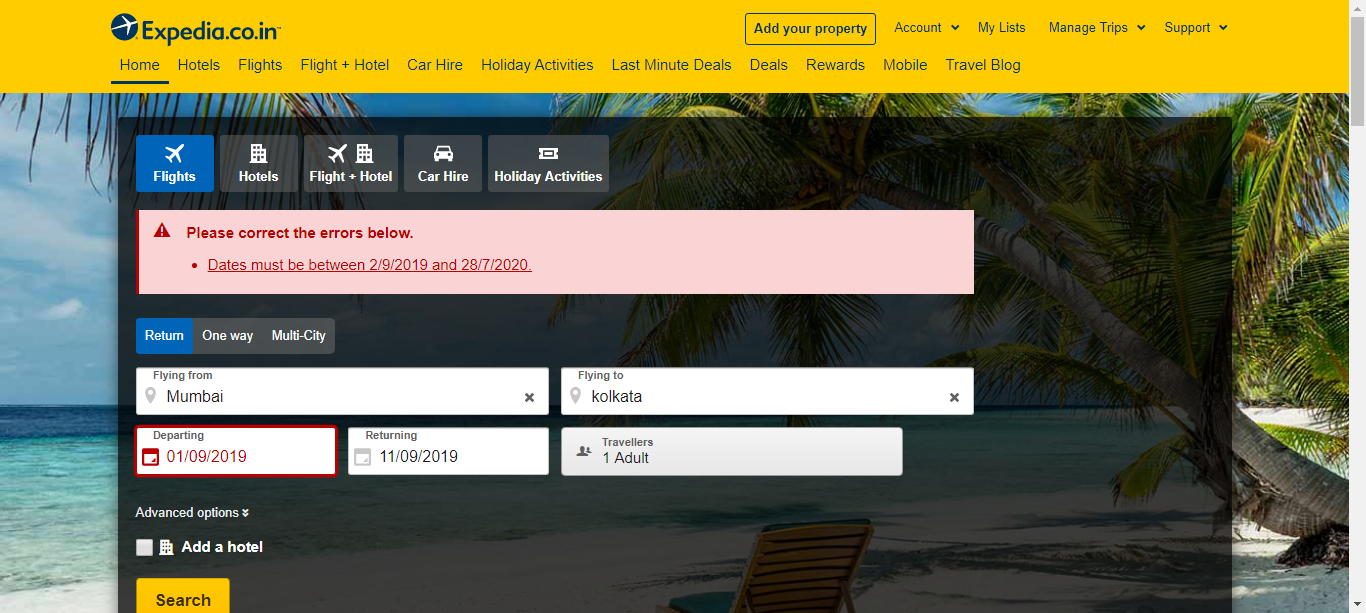 Expedia.co.in
Add your property
Account
My Lists
Manage Trips
Support
Home
Hotels
Flights
Flight + Hotel
Car Hire
Holiday Activities
Last Minute Deals
Deals
Rewards
Mobile
Travel Blog
Flights
Hotels
Flight + Hotel
Car Hire
Holiday Activities
Please correct the errors below.
• Dates must be between 2/9/2019 and 28/7/2020.
Return
One way
Multi-City
Flying from
Mumbai
Flying to
kolkata
Departing
01/09/2019
Returning
11/09/2019
Travellers
1 Adult
Advanced options
Add a hotel
Search